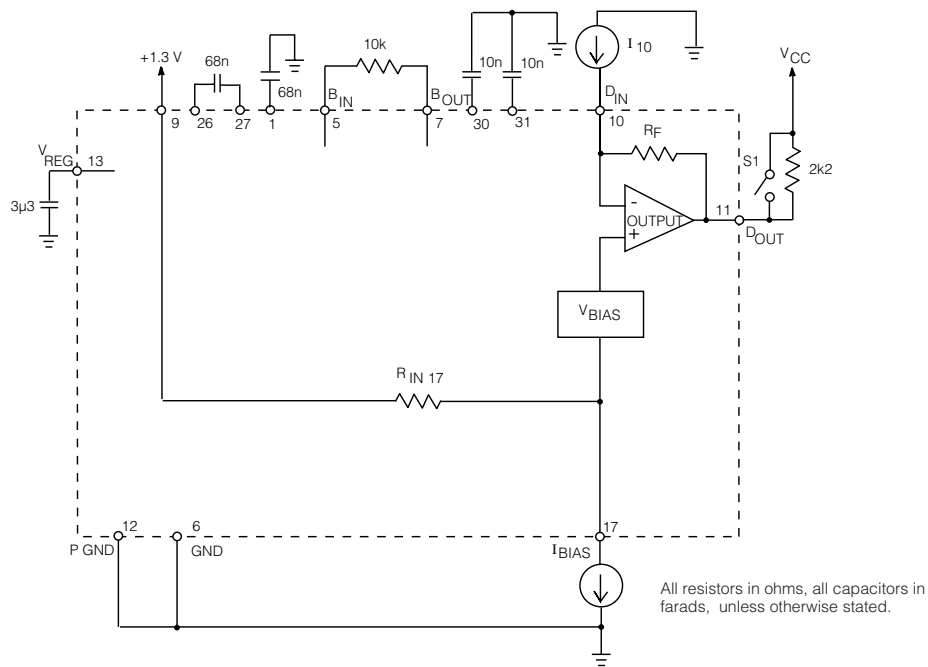 I 10
10k
10n
10n
V CC
+1.3 V
68n
68n
B IN
B OUT
D IN
9
26
27
1
5
7
30
31
10
R F
S1
2k2
V REG
13
3µ3
OUTPUT
-
+
11
D OUT
V BIAS
R IN 17
12
6
17
P GND
GND
I BIAS
All resistors in ohms, all capacitors in
farads, unless otherwise stated.